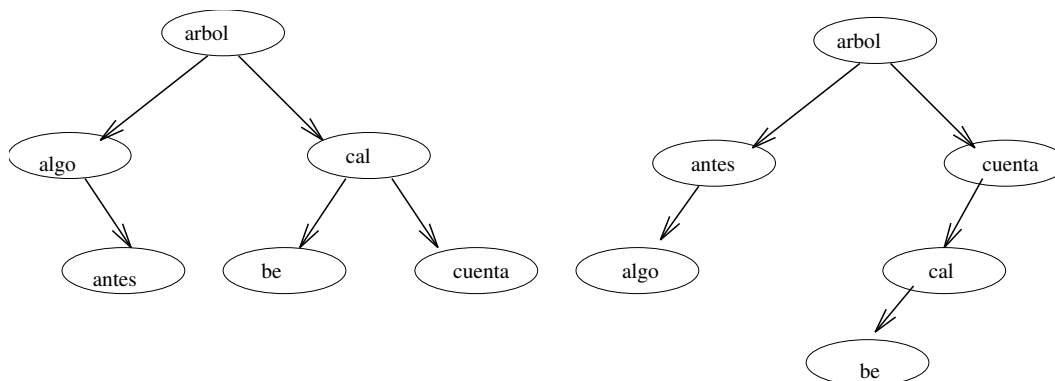 arbol
algo
cal
antes
be
cuenta
arbol
antes
cuenta
algo
cal
be